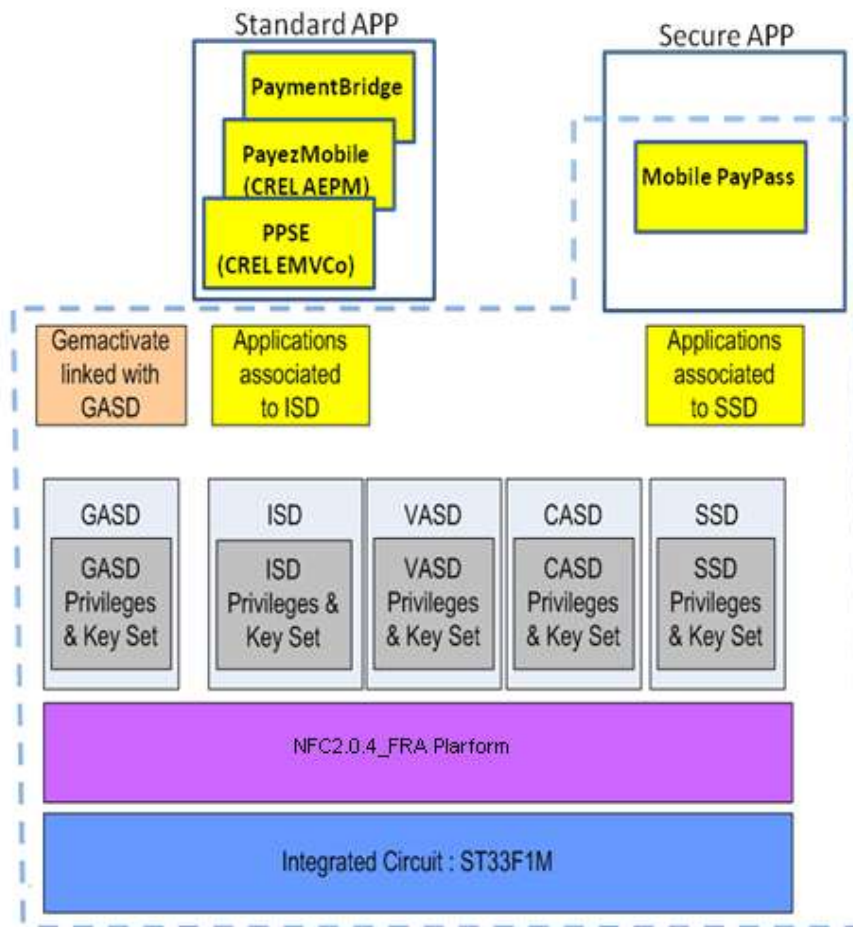 Standard APP
Secure APP
PaymentBridge
PayezMobile
(CREL AEPM)
PPSE
(CREL EMVCo)
Mobile PayPass
Gemactivate
linked with
GASD
Applications
associated
to ISD
Applications
associated
to SSD
GASD
GASD
Privileges
& Key Set
ISD
ISD
Privileges &
Key Set
VASD
VASD
Privileges
& Key Set
CASD
CASD
Privileges
& Key Set
SSD
SSD
Privileges
& Key Set
NFC2.0.4_FRA Plarform
Integrated Circuit : ST33F1M